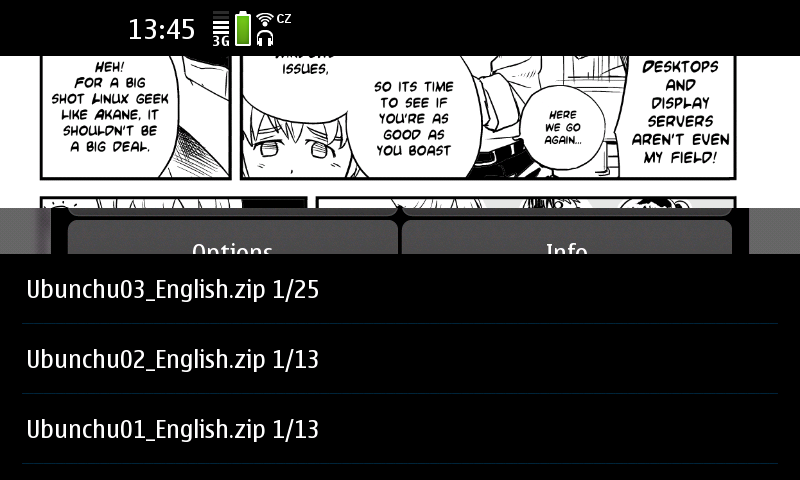 13:45
3G
CZ
HEH!
FOR A BIG
SHOT LINUX GEEK
LIKE AKANE, IT
SHOULDN'T BE
A BIG DEAL.
ISSUES,
SO ITS TIME
TO SEE IF
YOU'RE AS
GOOD AS
YOU BOAST
HERE
WE GO
AGAIN...
DESKTOPS
AND
DISPLAY
SERVERS
AREN'T EVEN
MY FIELD!
Options
Info
Ubunchu03_English.zip 1/25
Ubunchu02_English.zip 1/13
Ubunchu01_English.zip 1/13